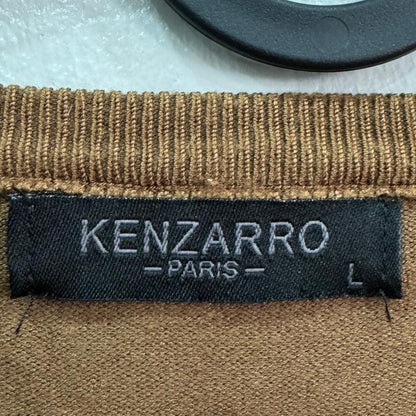 KENZARRO
– PARIS –
L